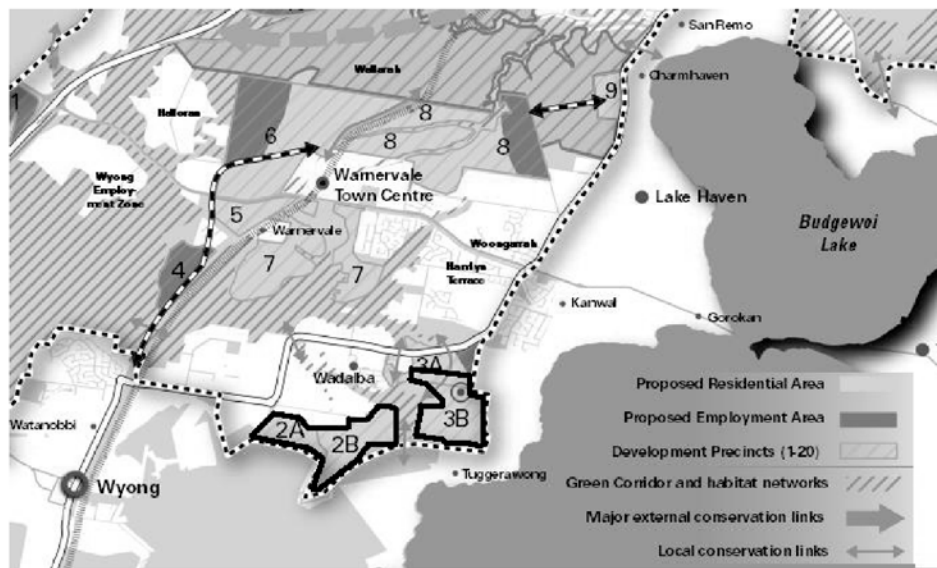 San Remo
Charmhaven
Wallarah
Halloran
1
6
8
8
8
9
Wyong
Employ-
ment Zone
Warnervale
Town Centre
Lake Haven
Budgewoi
Lake
5
Warnervale
Woongarrah
4
7
7
Hamlyn
Terrace
Kanwal
Gorokan
3A
Wadalba
Watanobbi
2A
2B
3B
Tuggerawong
Wyong
Proposed Residential Area
Proposed Employment Area
Development Precincts (1-20)
Green Corridor and habitat networks
Major external conservation links
Local conservation links